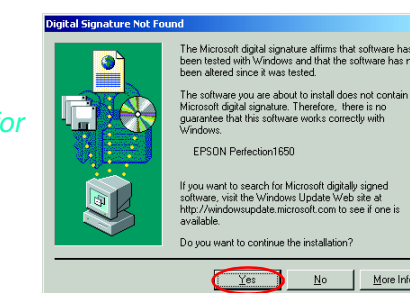 Digital Signature Not Found
The Microsoft digital signature affirms that software has
been tested with Windows and that the software has n
been altered since it was tested.
The software you are about to install does not contain
Microsoft digital signature. Therefore, there is no
guarantee that this software works correctly with
Windows.
for
EPSON Perfection1650
If you want to search for Microsoft digitally signed
software, visit the Windows Update Web site at
http://windowsupdate.microsoft.com to see if one is
available.
Do you want to continue the installation?
Yes No More Info